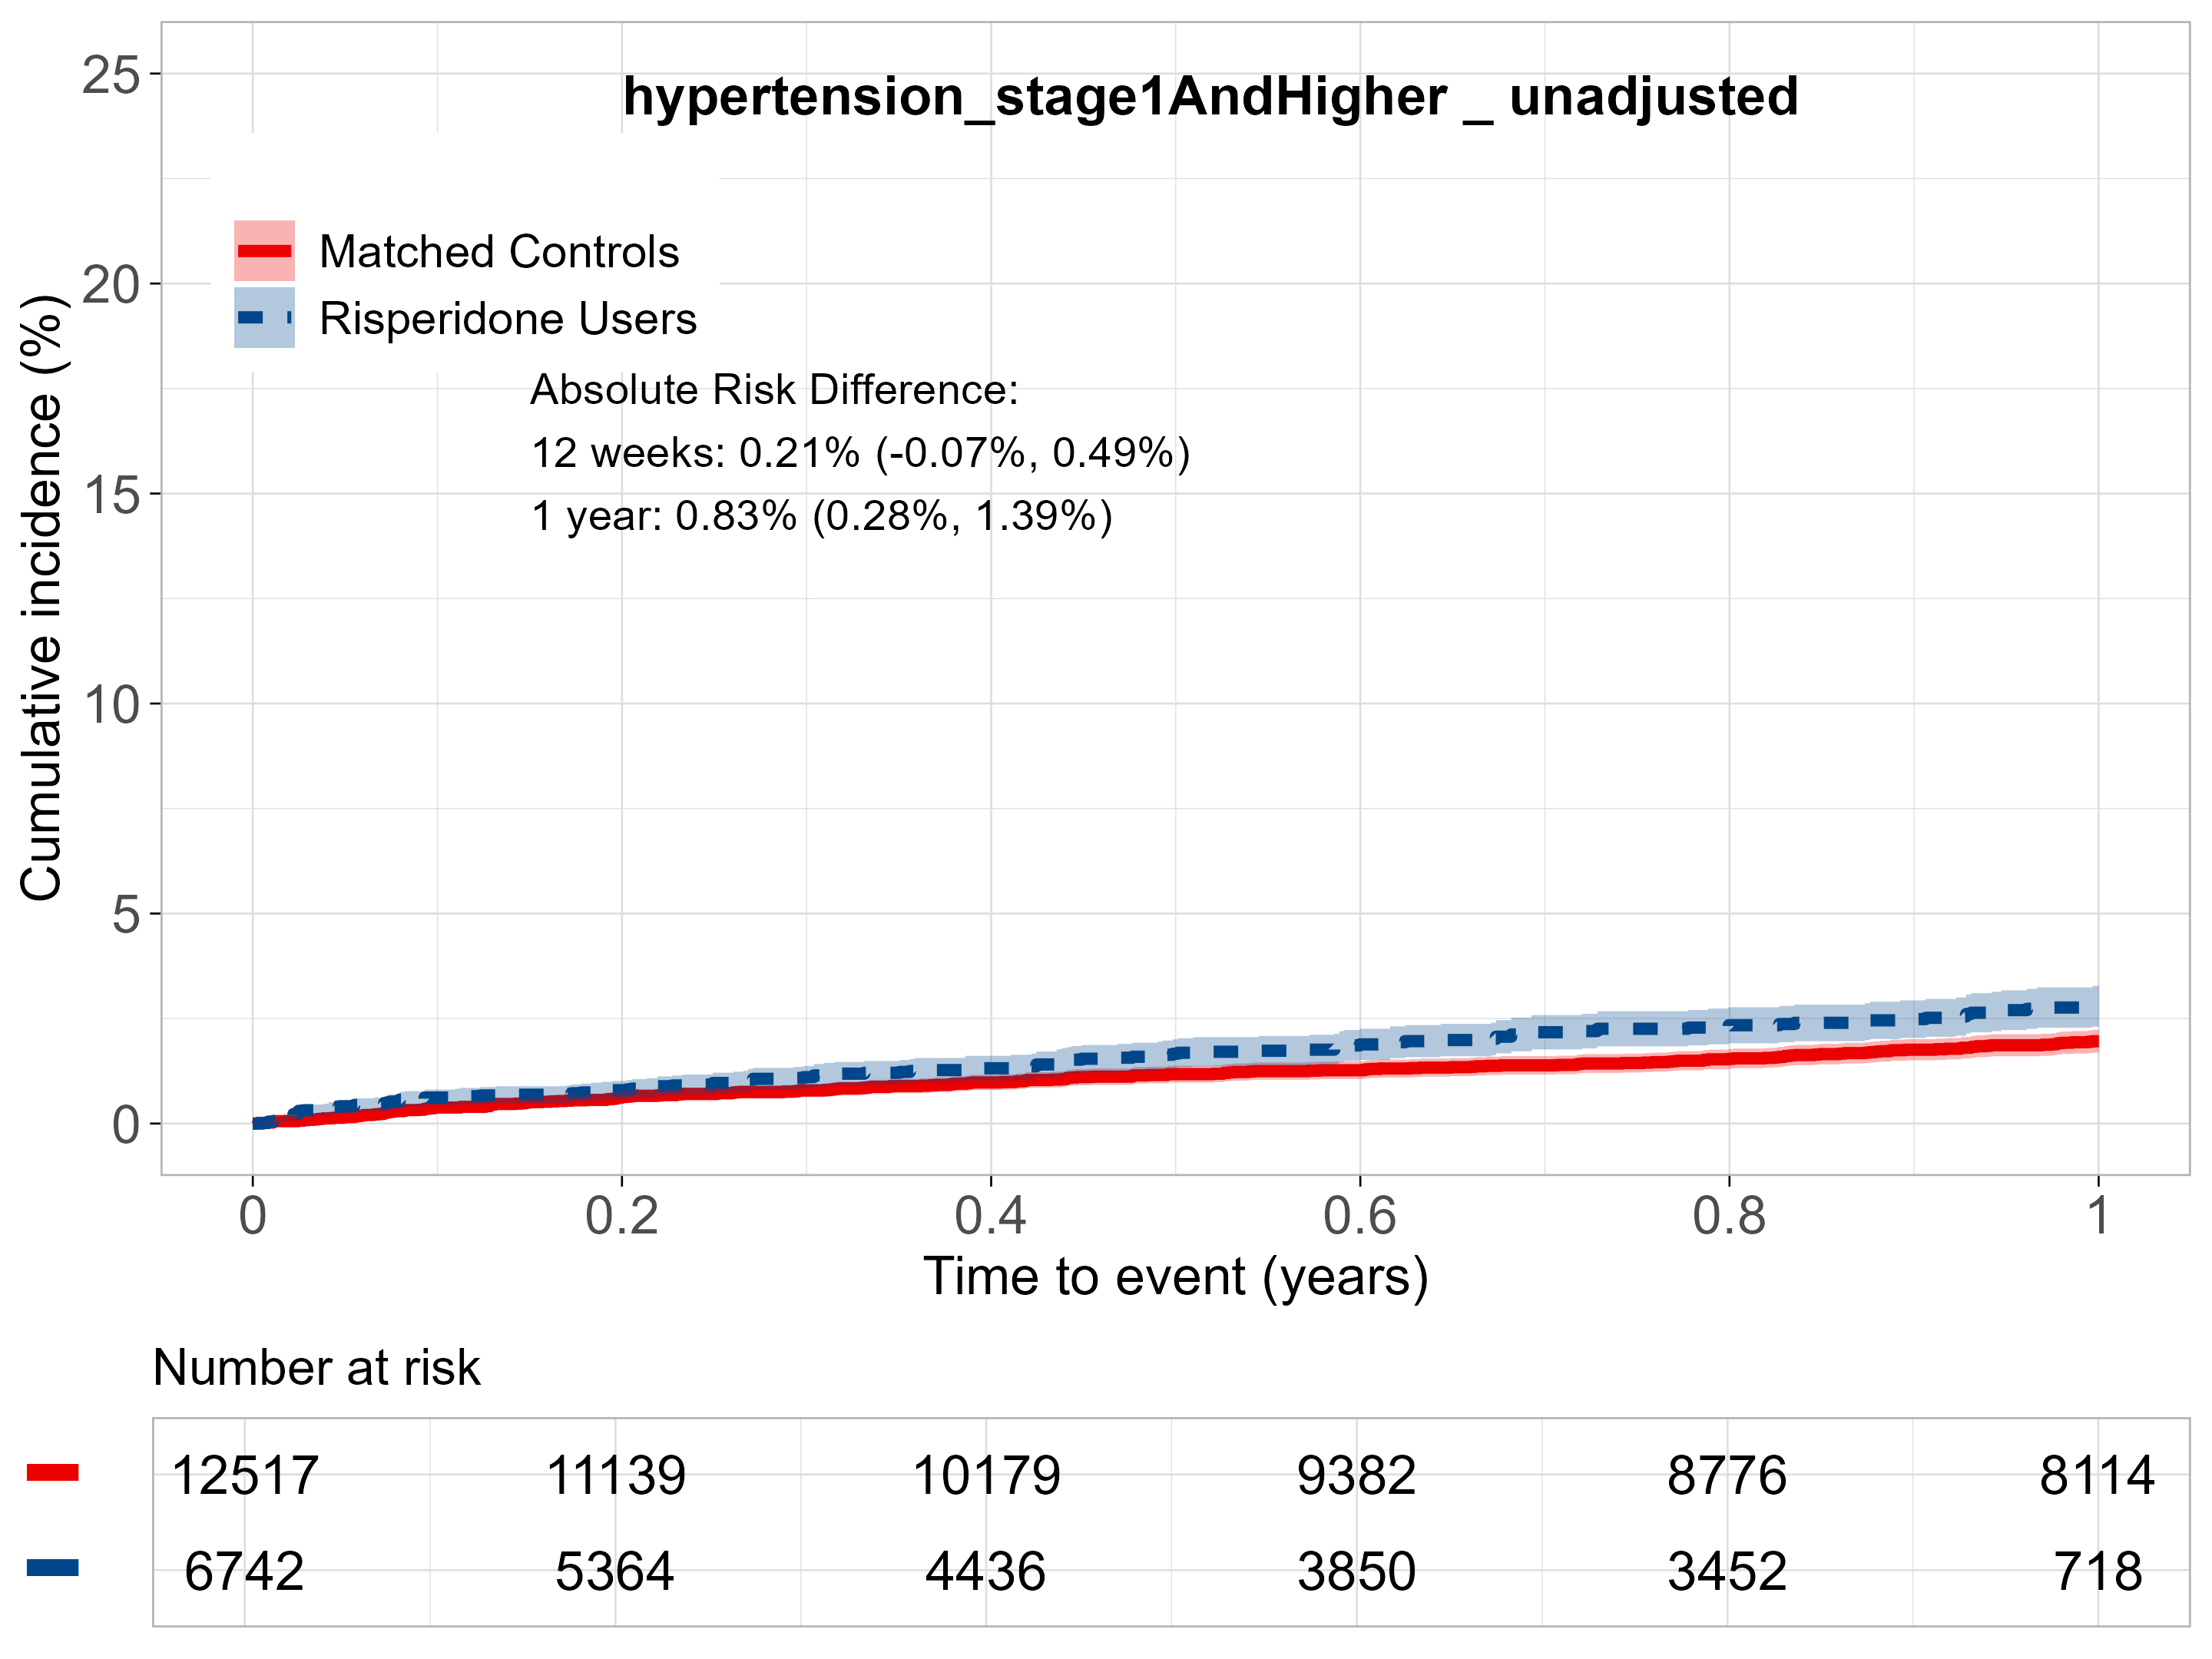 hypertension_stage1AndHigher _ unadjusted
Matched Controls
Risperidone Users
Absolute Risk Difference:
12 weeks: 0.21% (-0.07%, 0.49%)
1 year: 0.83% (0.28%, 1.39%)
Cumulative incidence (%)
25
20
15
10
5
0
0 0.2 0.4 0.6 0.8 1
Time to event (years)
Number at risk
12517 11139 10179 9382 8776 8114
6742 5364 4436 3850 3452 718